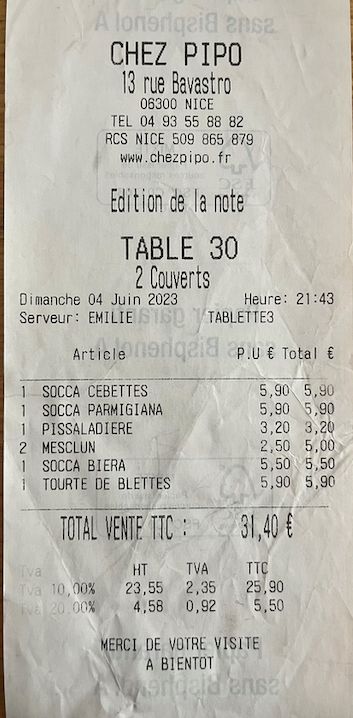 CHEZ PIPO
13 rue Bavastro
06300 NICE
TEL 04 93 55 88 82
RCS NICE 509 865 879
www.chezpipo.fr
Edition de la note
TABLE 30
2 Couverts
Dimanche 04 Juin 2023 Heure: 21:43
Serveur: EMILIE TABLETTE3
Article P.U € Total €
1 SOCCA CEBETTES 5,90 5,90
1 SOCCA PARMIGIANA 5,90 5,90
1 PISSALADIERE 3,20 3,20
2 MESCLUN 2,50 5,00
1 SOCCA BIERA 5,50 5,50
1 TOURTE DE BLETTES 5,90 5,90
TOTAL VENTE TTC : 31,40 €
Tva HT TVA TTC
Tva 10,00% 23,55 2,35 25,90
Tva 20,00% 4,58 0,92 5,50
MERCI DE VOTRE VISITE
A BIENTOT